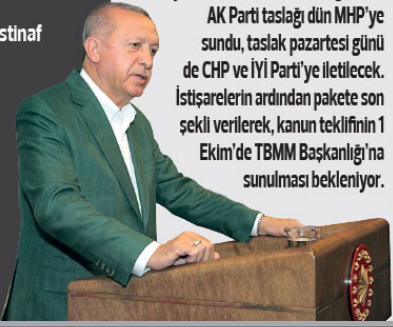 stinaf
AK Parti taslağı dün MHP'ye
sundu, taslak pazartesi günü
de CHP ve İYİ Parti'ye iletilecek.
İstişarelerin ardından pakete son
şekli verilerek, kanun teklifinin 1
Ekim'de TBMM Başkanlığı'na
sunulması bekleniyor.